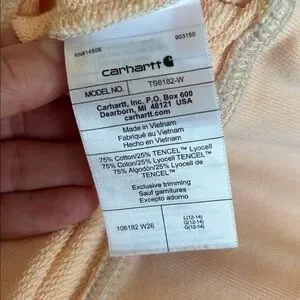 RN#14806 903150
carhartt
MODEL NO. TS6182-W
Carhartt, Inc. P.O. Box 600
Dearborn, MI 48121 USA
carhartt.com
Made in Vietnam
Fabriqué au Vietnam
Hecho en Vietnam
75% Cotton/25% TENCEL™ Lyocell
75% Coton/25% Lyocell TENCEL™
75% Algodón/25% Lyocell de
TENCEL™
Exclusive trimming
Sauf garnitures
Excepto adorno
106182 W26
L(12-14)
G(12-14)
G(12-14)